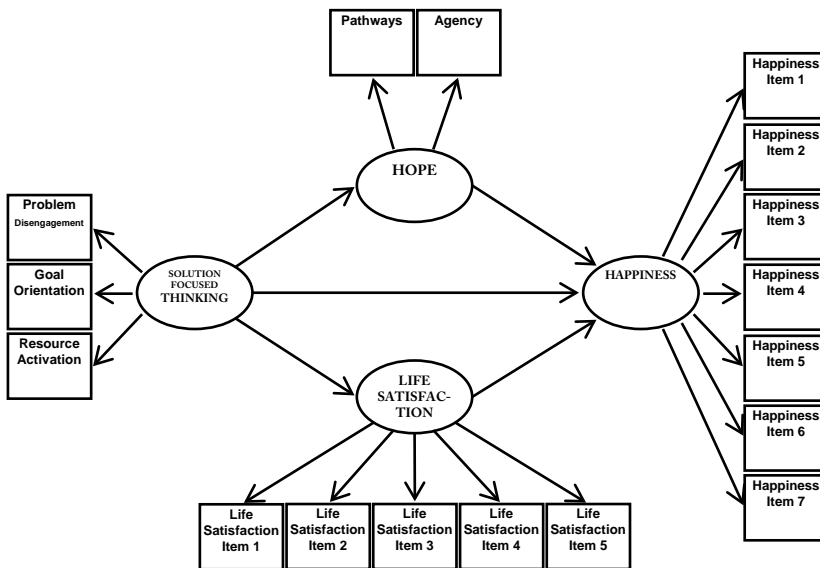 Pathways
Agency
HOPE
Problem
Disengagement
Goal
Orientation
Resource
Activation
SOLUTION
FOCUSED
THINKING
HAPPINESS
LIFE
SATISFAC-
TION
Happiness
Item 1
Happiness
Item 2
Happiness
Item 3
Happiness
Item 4
Happiness
Item 5
Happiness
Item 6
Happiness
Item 7
Life
Satisfaction
Item 1
Life
Satisfaction
Item 2
Life
Satisfaction
Item 3
Life
Satisfaction
Item 4
Life
Satisfaction
Item 5